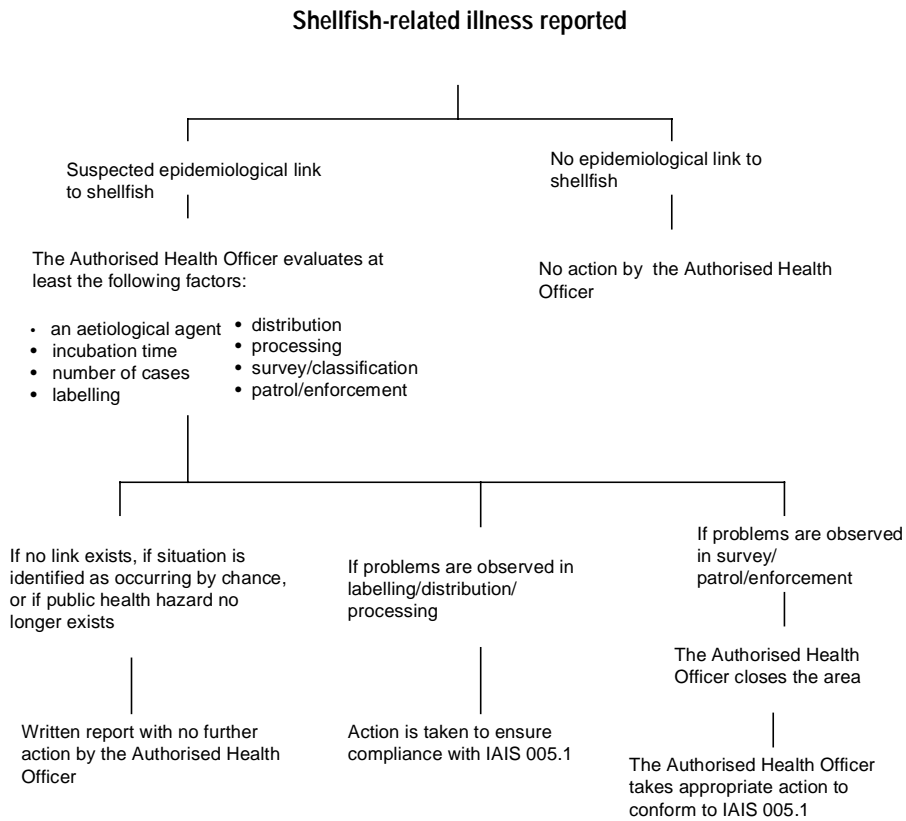 Shellfish-related illness reported
Suspected epidemiological link
to shellfish
No epidemiological link to
shellfish
The Authorised Health Officer evaluates at
least the following factors:
• an aetiological agent
• incubation time
• number of cases
• labelling
• distribution
• processing
• survey/classification
• patrol/enforcement
No action by the Authorised Health
Officer
If no link exists, if situation is
identified as occurring by chance,
or if public health hazard no
longer exists
If problems are observed in
labelling/distribution/
processing
If problems are observed
in survey/
patrol/enforcement
The Authorised Health
Officer closes the area
Written report with no further
action by the Authorised Health
Officer
Action is taken to ensure
compliance with IAIS 005.1
The Authorised Health Officer
takes appropriate action to
conform to IAIS 005.1